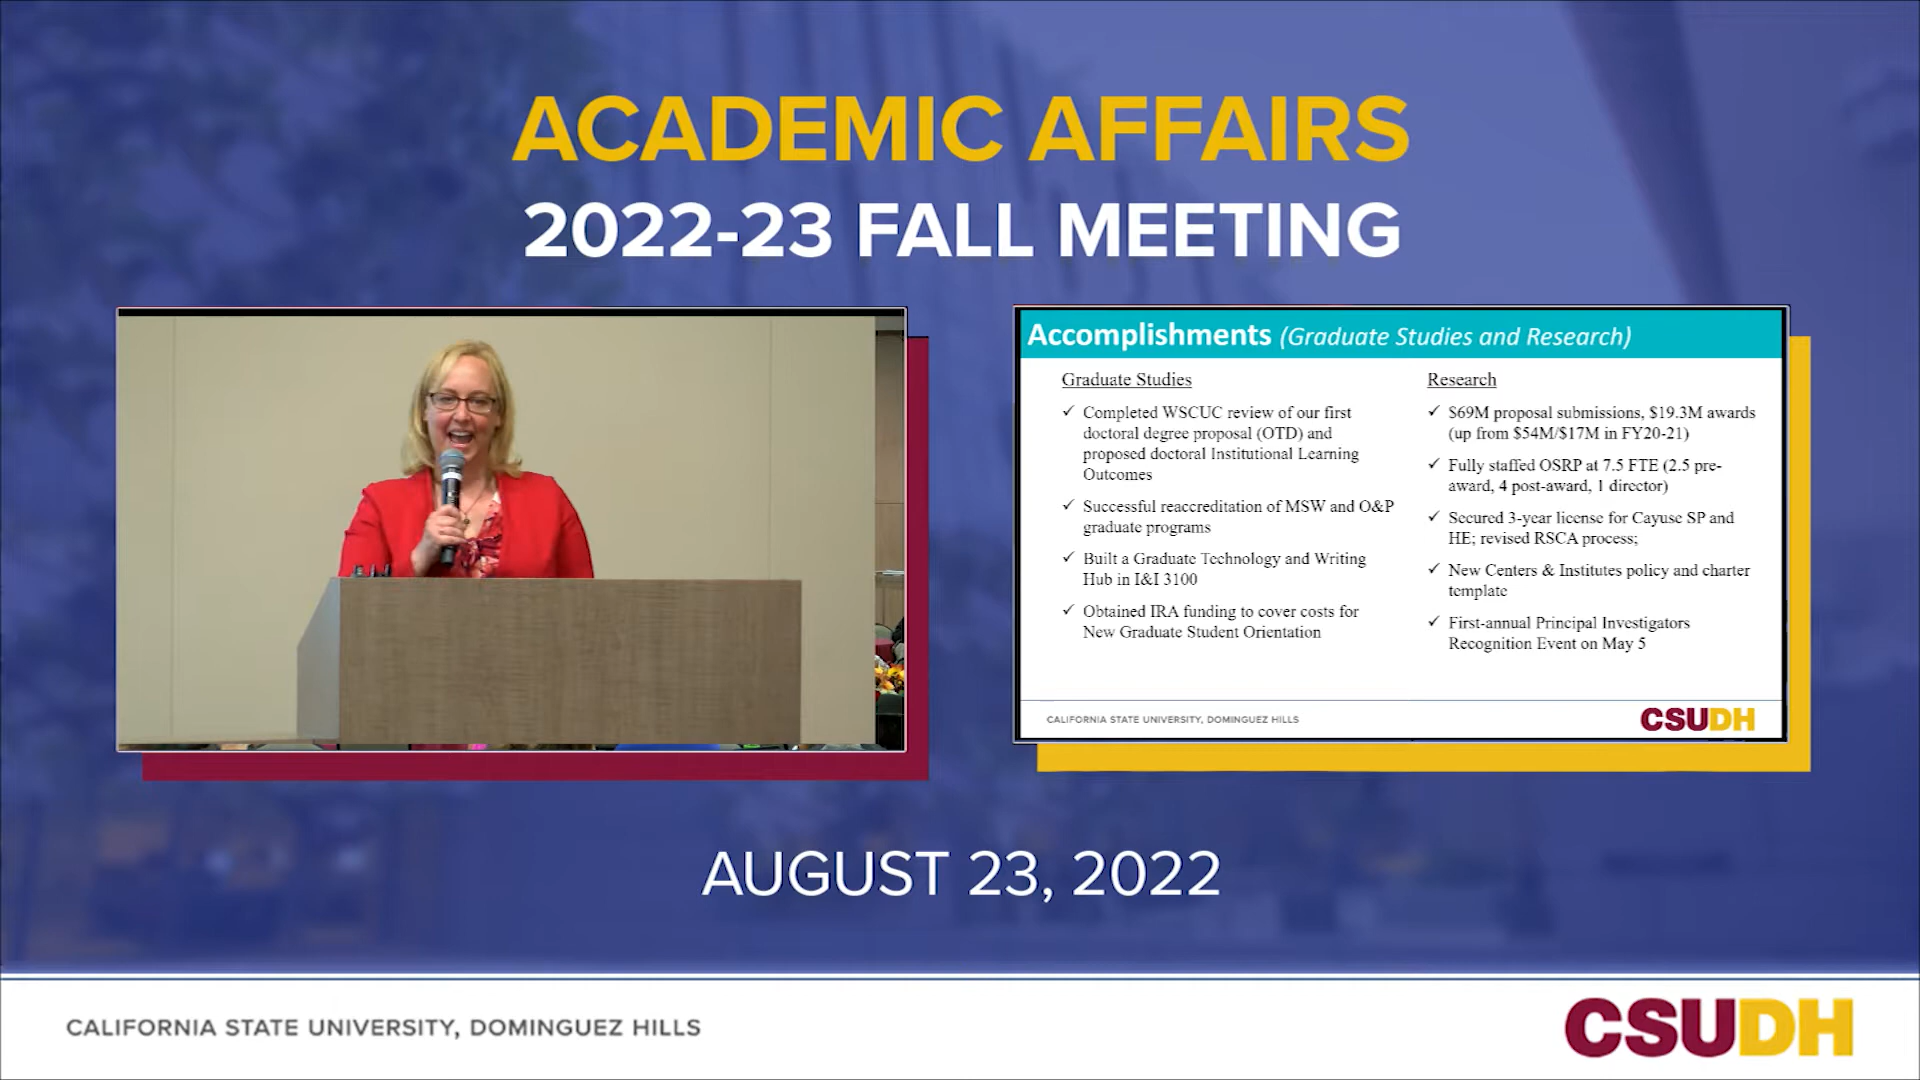 ACADEMIC AFFAIRS
2022-23 FALL MEETING
Accomplishments (Graduate Studies and Research)
Graduate Studies
✓ Completed WSCUC review of our first
doctoral degree proposal (OTD) and
proposed doctoral Institutional Learning
Outcomes
✓ Successful reaccreditation of MSW and O&P
graduate programs
✓ Built a Graduate Technology and Writing
Hub in I&I 3100
✓ Obtained IRA funding to cover costs for
New Graduate Student Orientation
Research
✓ $69M proposal submissions, $19.3M awards
(up from $54M/$17M in FY20-21)
✓ Fully staffed OSRP at 7.5 FTE (2.5 pre-
award, 4 post-award, 1 director)
✓ Secured 3-year license for Cayuse SP and
HE; revised RSCA process;
✓ New Centers & Institutes policy and charter
template
✓ First-annual Principal Investigators
Recognition Event on May 5
CALIFORNIA STATE UNIVERSITY, DOMINGUEZ HILLS
CSUDH
AUGUST 23, 2022
CALIFORNIA STATE UNIVERSITY, DOMINGUEZ HILLS
CSUDH